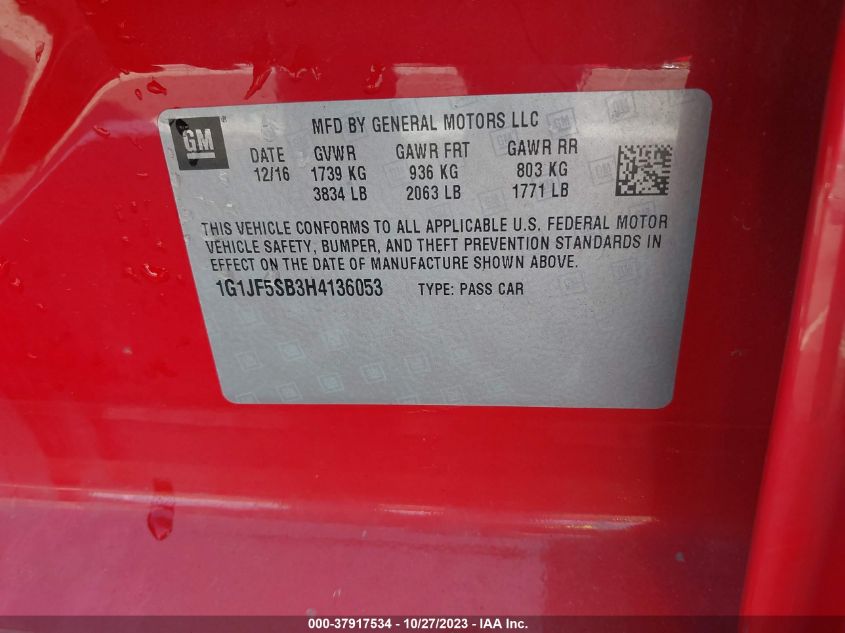 GM ®
MFD BY GENERAL MOTORS LLC
DATE GVWR GAWR FRT GAWR RR
12/16 1739 KG 936 KG 803 KG
3834 LB 2063 LB 1771 LB
THIS VEHICLE CONFORMS TO ALL APPLICABLE U.S. FEDERAL MOTOR
VEHICLE SAFETY, BUMPER, AND THEFT PREVENTION STANDARDS IN
EFFECT ON THE DATE OF MANUFACTURE SHOWN ABOVE.
1G1JF5SB3H4136053 TYPE: PASS CAR
000-37917534 - 10/27/2023 - IAA Inc.